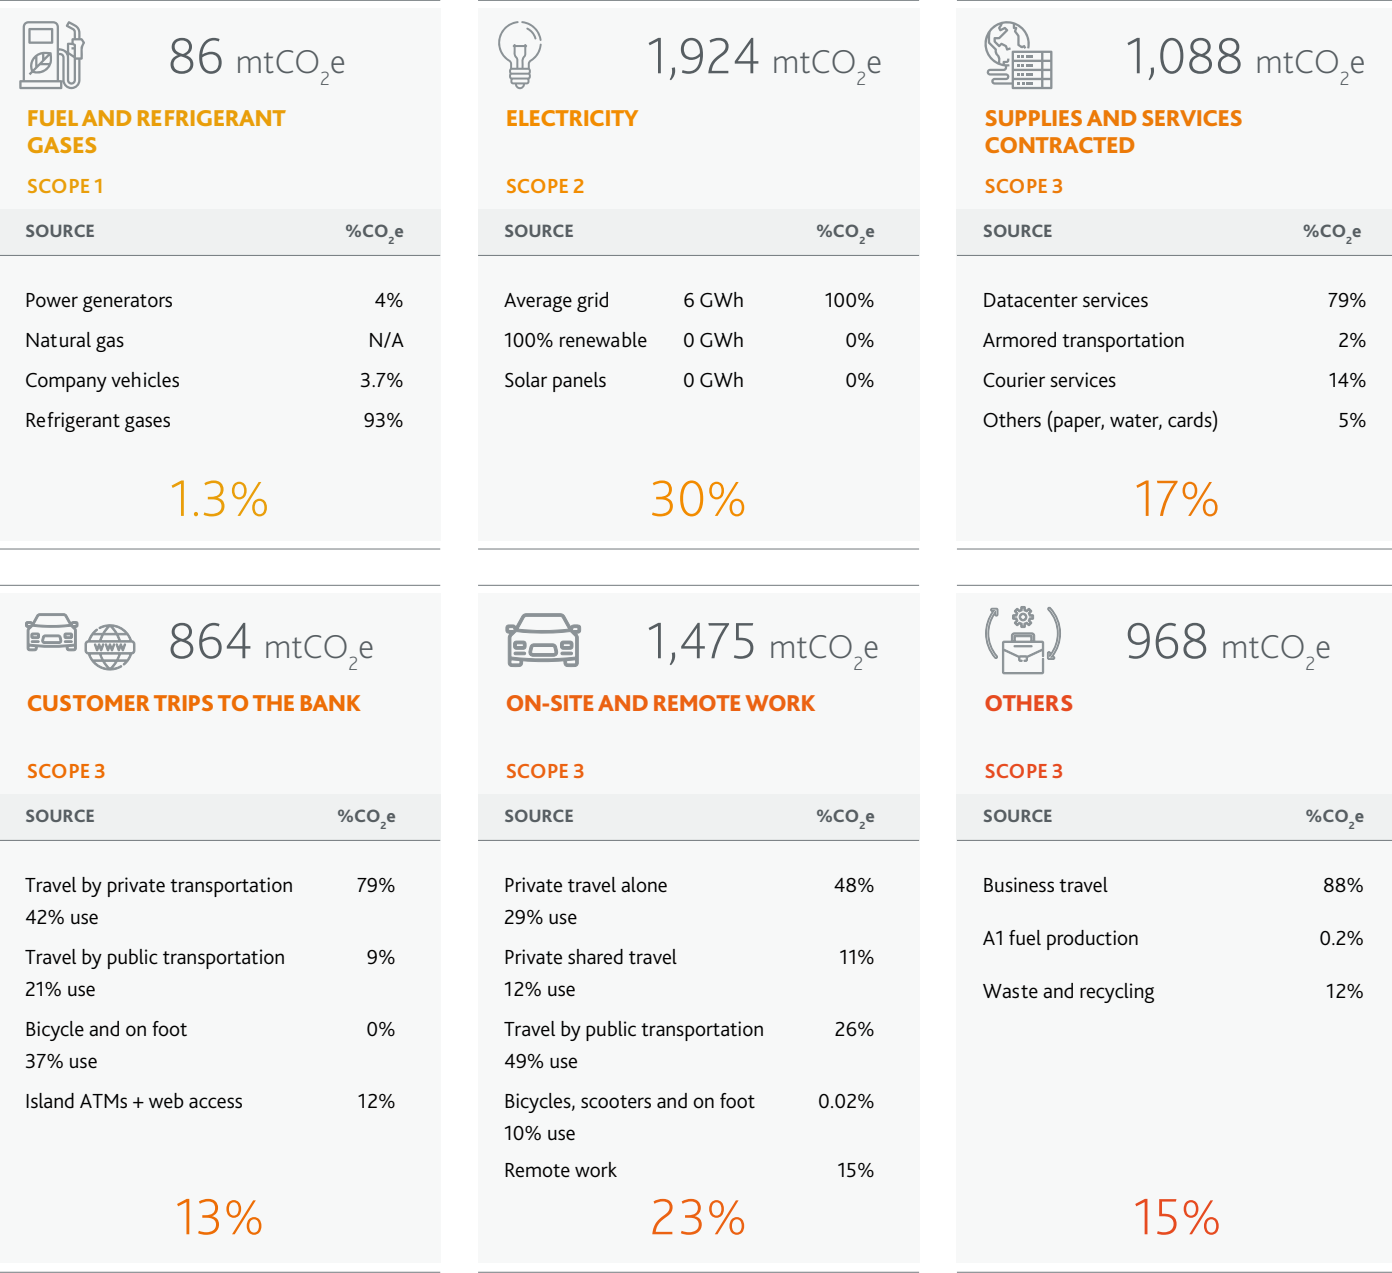 86 mtCO2e
FUEL AND REFRIGERANT
GASES
SCOPE 1
SOURCE %CO2e
Power generators 4%
Natural gas N/A
Company vehicles 3.7%
Refrigerant gases 93%
1.3%
1,924 mtCO2e
ELECTRICITY
SCOPE 2
SOURCE %CO2e
Average grid 6 GWh 100%
100% renewable 0 GWh 0%
Solar panels 0 GWh 0%
30%
1,088 mtCO2e
SUPPLIES AND SERVICES
CONTRACTED
SCOPE 3
SOURCE %CO2e
Datacenter services 79%
Armored transportation 2%
Courier services 14%
Others (paper, water, cards) 5%
17%
WWW
864 mtCO2e
CUSTOMER TRIPS TO THE BANK
SCOPE 3
SOURCE %CO2e
Travel by private transportation 79%
42% use
Travel by public transportation 9%
21% use
Bicycle and on foot 0%
37% use
Island ATMs + web access 12%
13%
1,475 mtCO2e
ON-SITE AND REMOTE WORK
SCOPE 3
SOURCE %CO2e
Private travel alone 48%
29% use
Private shared travel 11%
12% use
Travel by public transportation 26%
49% use
Bicycles, scooters and on foot 0.02%
10% use
Remote work 15%
23%
968 mtCO2e
OTHERS
SCOPE 3
SOURCE %CO2e
Business travel 88%
A1 fuel production 0.2%
Waste and recycling 12%
15%